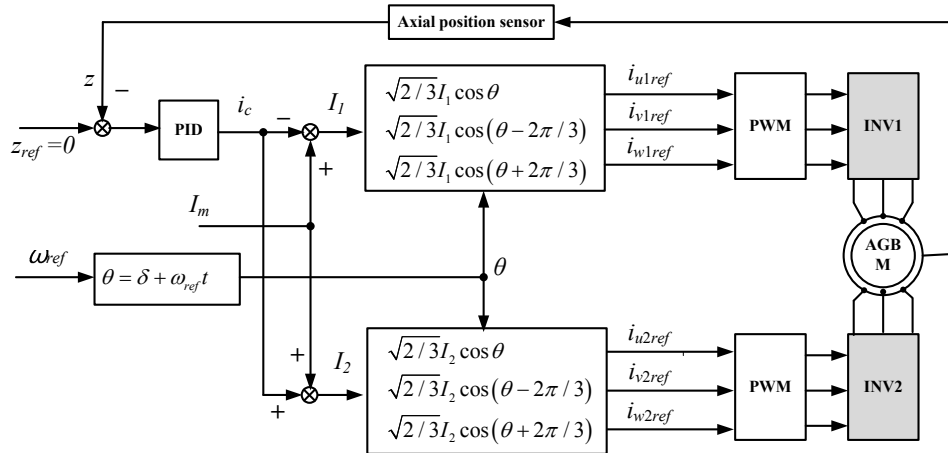 Axial position sensor
z
−
z_ref =0
PID
i_c
−
I_1
+
I_m
√2/3 I_1 cos θ
√2/3 I_1 cos(θ − 2π / 3)
√2/3 I_1 cos(θ + 2π / 3)
i_u1ref
i_v1ref
i_w1ref
PWM
INV1
AGB
M
ω_ref
θ = δ + ω_ref t
θ
+
+
I_2
√2/3 I_2 cos θ
√2/3 I_2 cos(θ − 2π / 3)
√2/3 I_2 cos(θ + 2π / 3)
i_u2ref
i_v2ref
i_w2ref
PWM
INV2